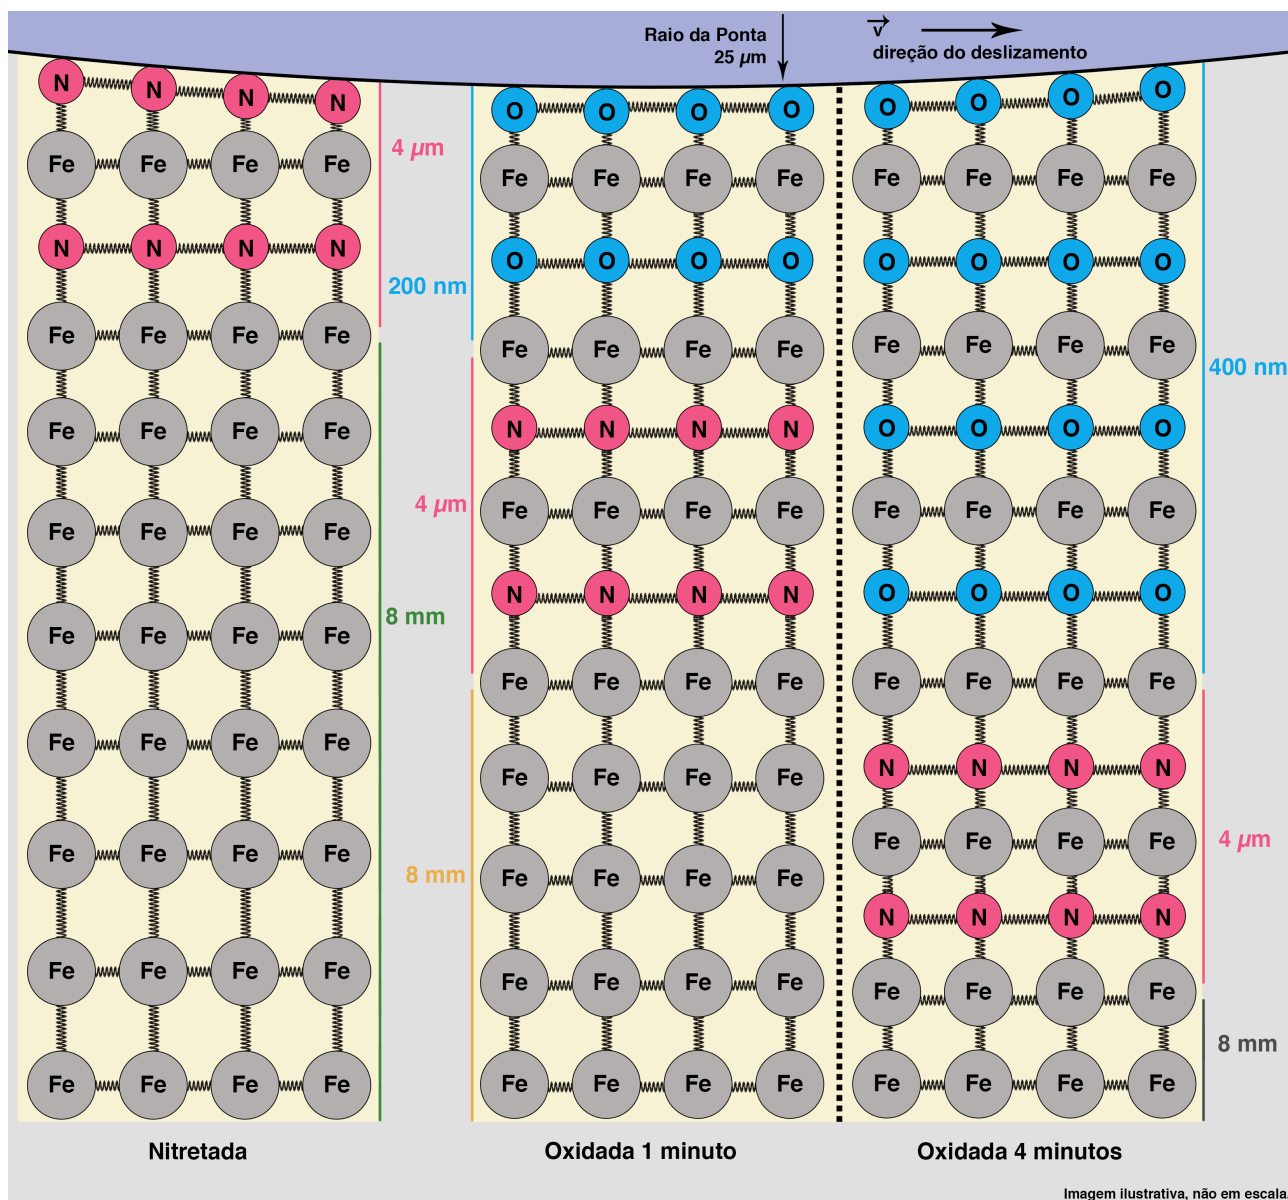 Raio da Ponta
25 µm
v
direção do deslizamento
N N N N
Fe Fe Fe Fe
N N N N
Fe Fe Fe Fe
Fe Fe Fe Fe
Fe Fe Fe Fe
Fe Fe Fe Fe
Fe Fe Fe Fe
Fe Fe Fe Fe
Fe Fe Fe Fe
Fe Fe Fe Fe
4 µm
8 mm
Nitretada
200 nm
4 µm
8 mm
O O O O
Fe Fe Fe Fe
O O O O
Fe Fe Fe Fe
N N N N
Fe Fe Fe Fe
N N N N
Fe Fe Fe Fe
Fe Fe Fe Fe
Fe Fe Fe Fe
Fe Fe Fe Fe
Fe Fe Fe Fe
Oxidada 1 minuto
O O O O
Fe Fe Fe Fe
O O O O
Fe Fe Fe Fe
O O O O
Fe Fe Fe Fe
O O O O
Fe Fe Fe Fe
N N N N
Fe Fe Fe Fe
N N N N
Fe Fe Fe Fe
Fe Fe Fe Fe
400 nm
4 µm
8 mm
Oxidada 4 minutos
Imagem ilustrativa, não em escala